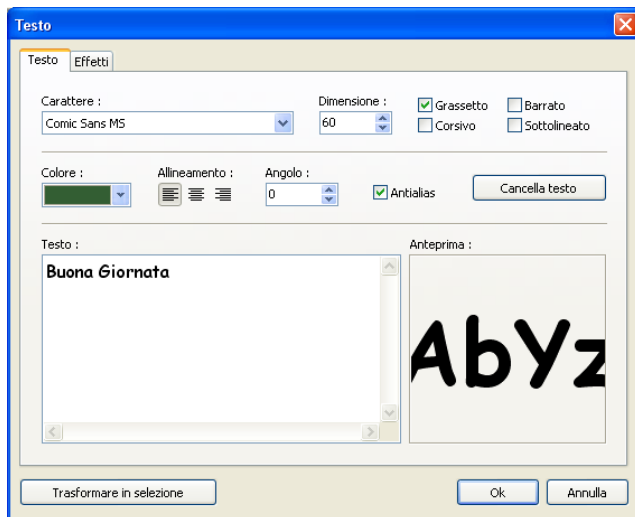 Testo
Testo Effetti
Carattere : Dimensione :
Comic Sans MS 60 Grassetto Barrato
Corsivo Sottolineato
Colore : Allineamento : Angolo :
0 Antialias Cancella testo
Testo : Anteprima :
Buona Giornata
AbYz
Trasformare in selezione Ok Annulla